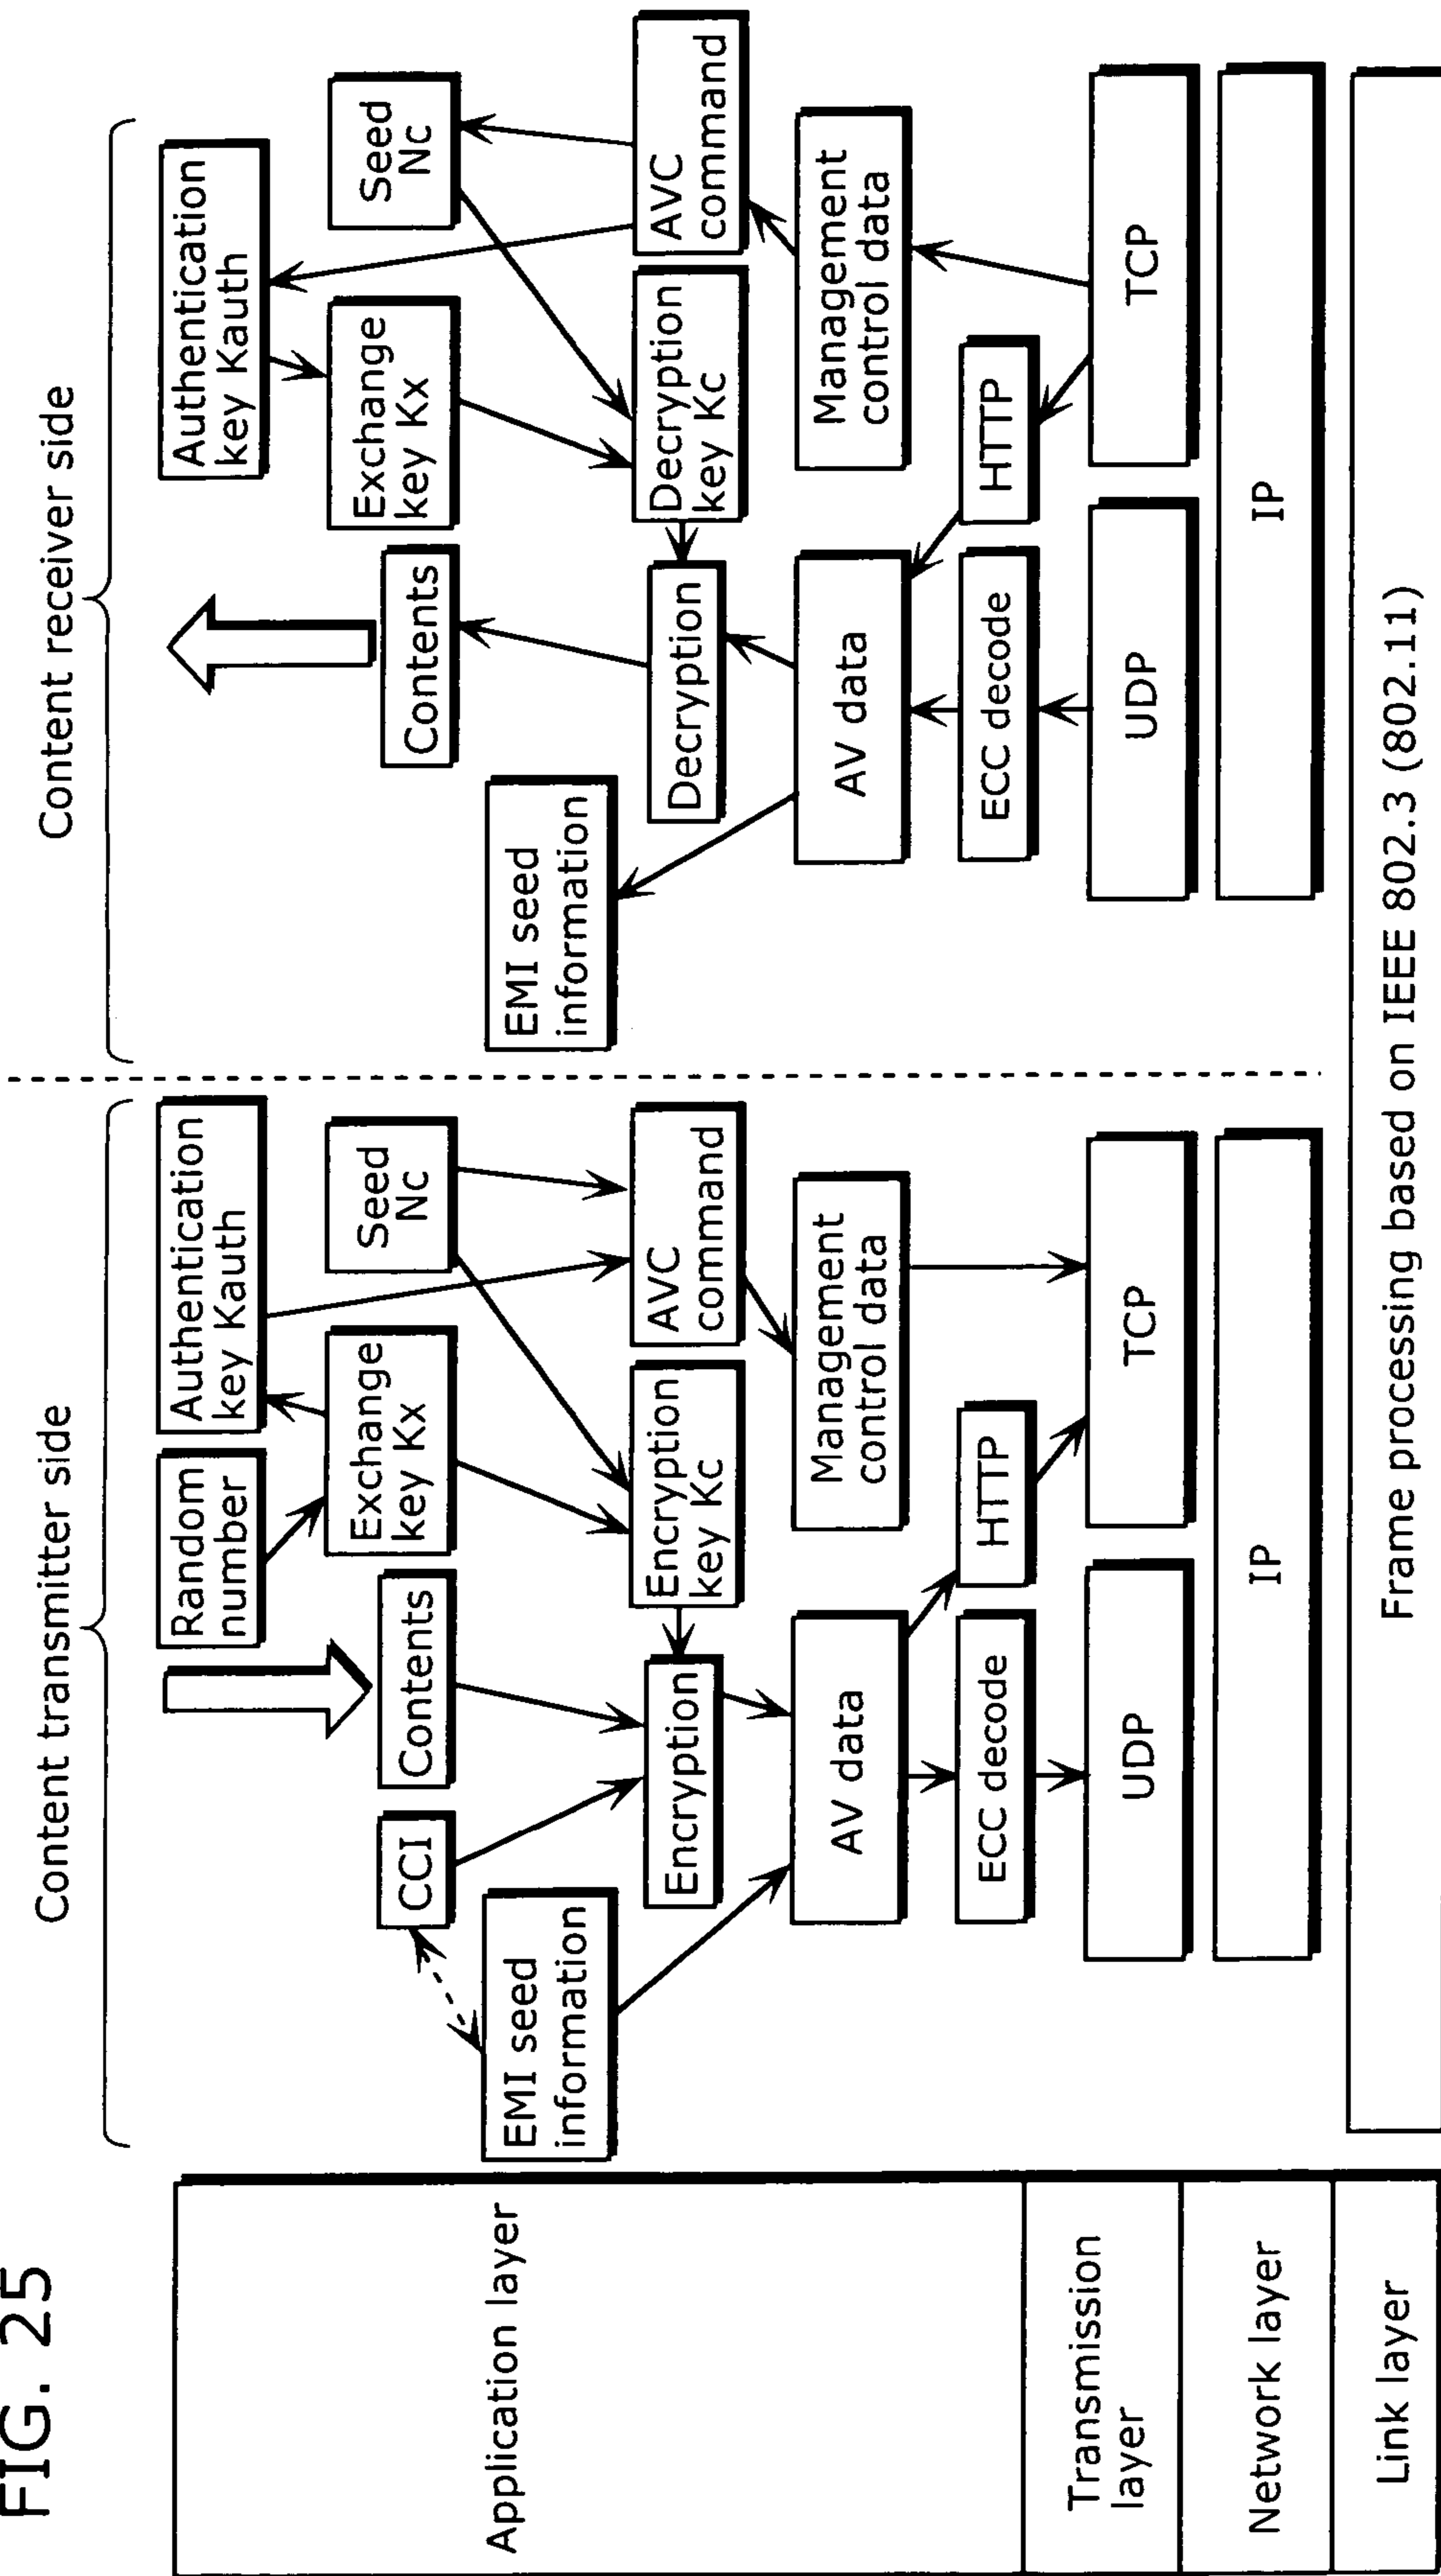 FIG. 25
Content transmitter side
Content receiver side
Application layer
Transmission
layer
Network layer
Link layer
Random
number
Authentication
key Kauth
CCI
Contents
Exchange
key Kx
Seed
Nc
EMI seed
information
Encryption
Encryption
key Kc
AVC
command
AV data
Management
control data
ECC decode
HTTP
UDP
TCP
IP
Authentication
key Kauth
Contents
Exchange
key Kx
Seed
Nc
EMI seed
information
Decryption
Decryption
key Kc
AVC
command
AV data
Management
control data
ECC decode
HTTP
UDP
TCP
IP
Frame processing based on IEEE 802.3 (802.11)